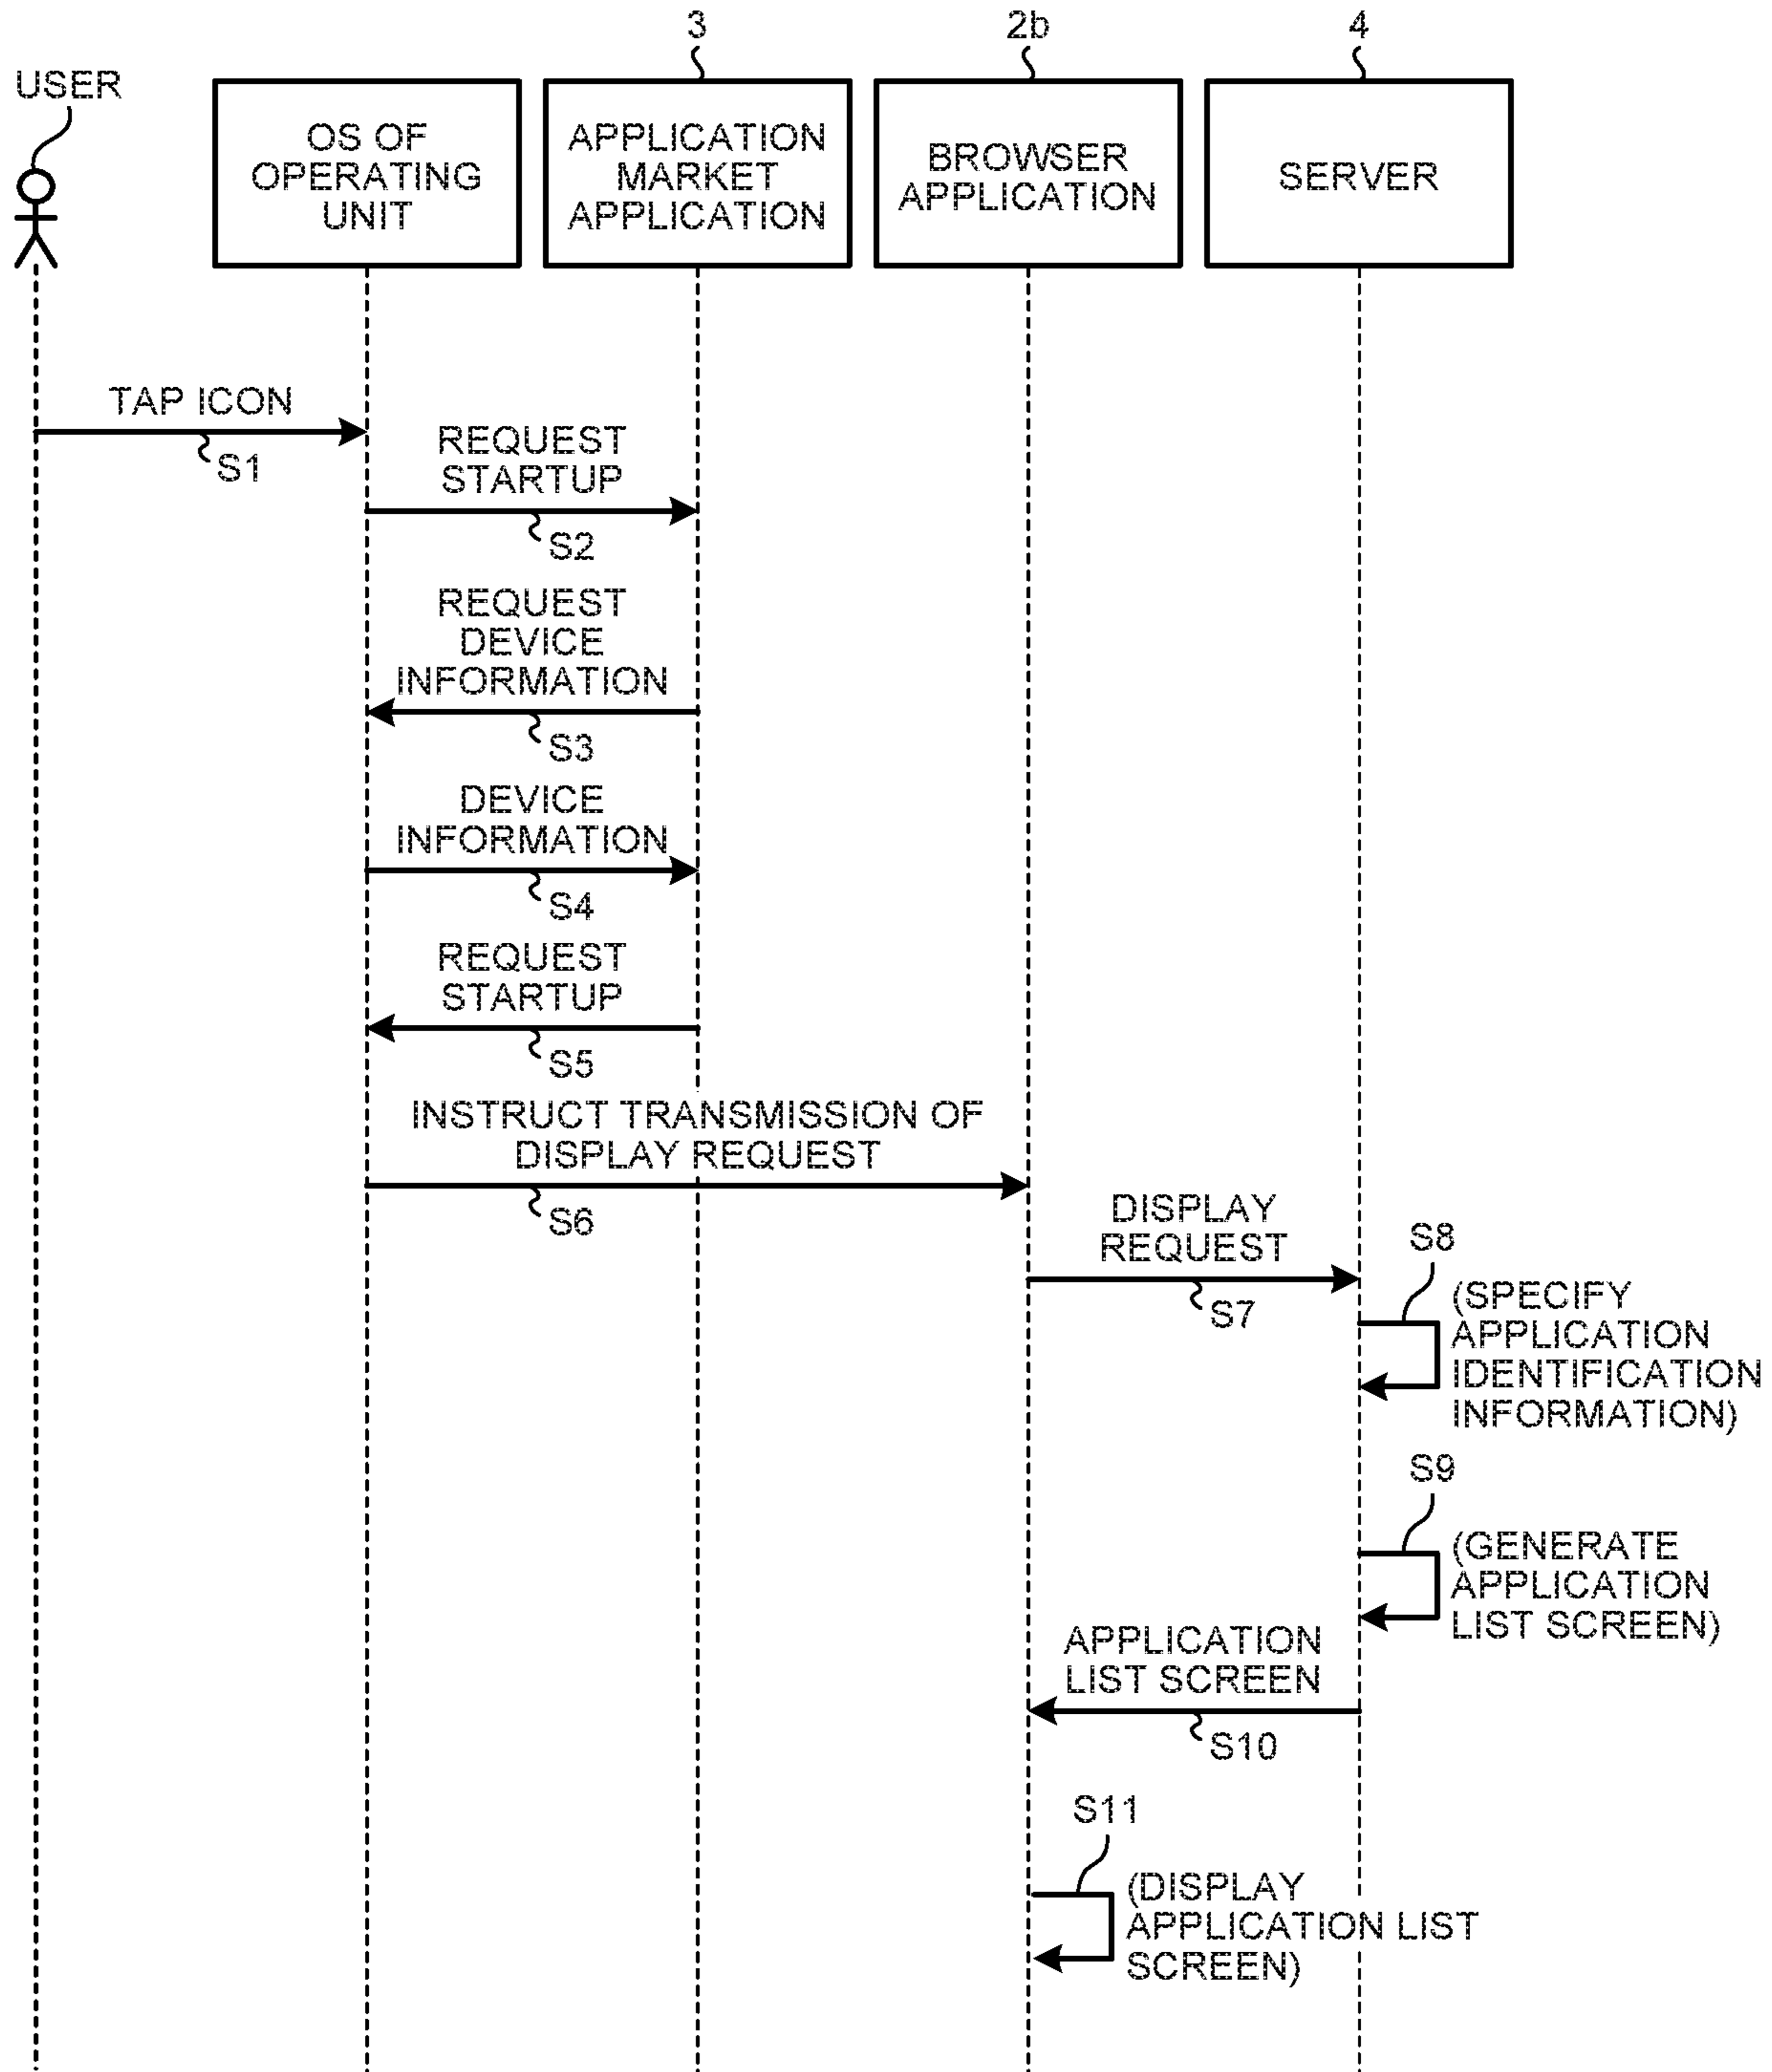 3
2b
4
USER
OS OF
OPERATING
UNIT
APPLICATION
MARKET
APPLICATION
BROWSER
APPLICATION
SERVER
TAP ICON
S1
REQUEST
STARTUP
S2
REQUEST
DEVICE
INFORMATION
S3
DEVICE
INFORMATION
S4
REQUEST
STARTUP
S5
INSTRUCT TRANSMISSION OF
DISPLAY REQUEST
S6
DISPLAY
REQUEST
S7
S8
(SPECIFY
APPLICATION
IDENTIFICATION
INFORMATION)
S9
(GENERATE
APPLICATION
LIST SCREEN)
APPLICATION
LIST SCREEN
S10
S11
(DISPLAY
APPLICATION LIST
SCREEN)